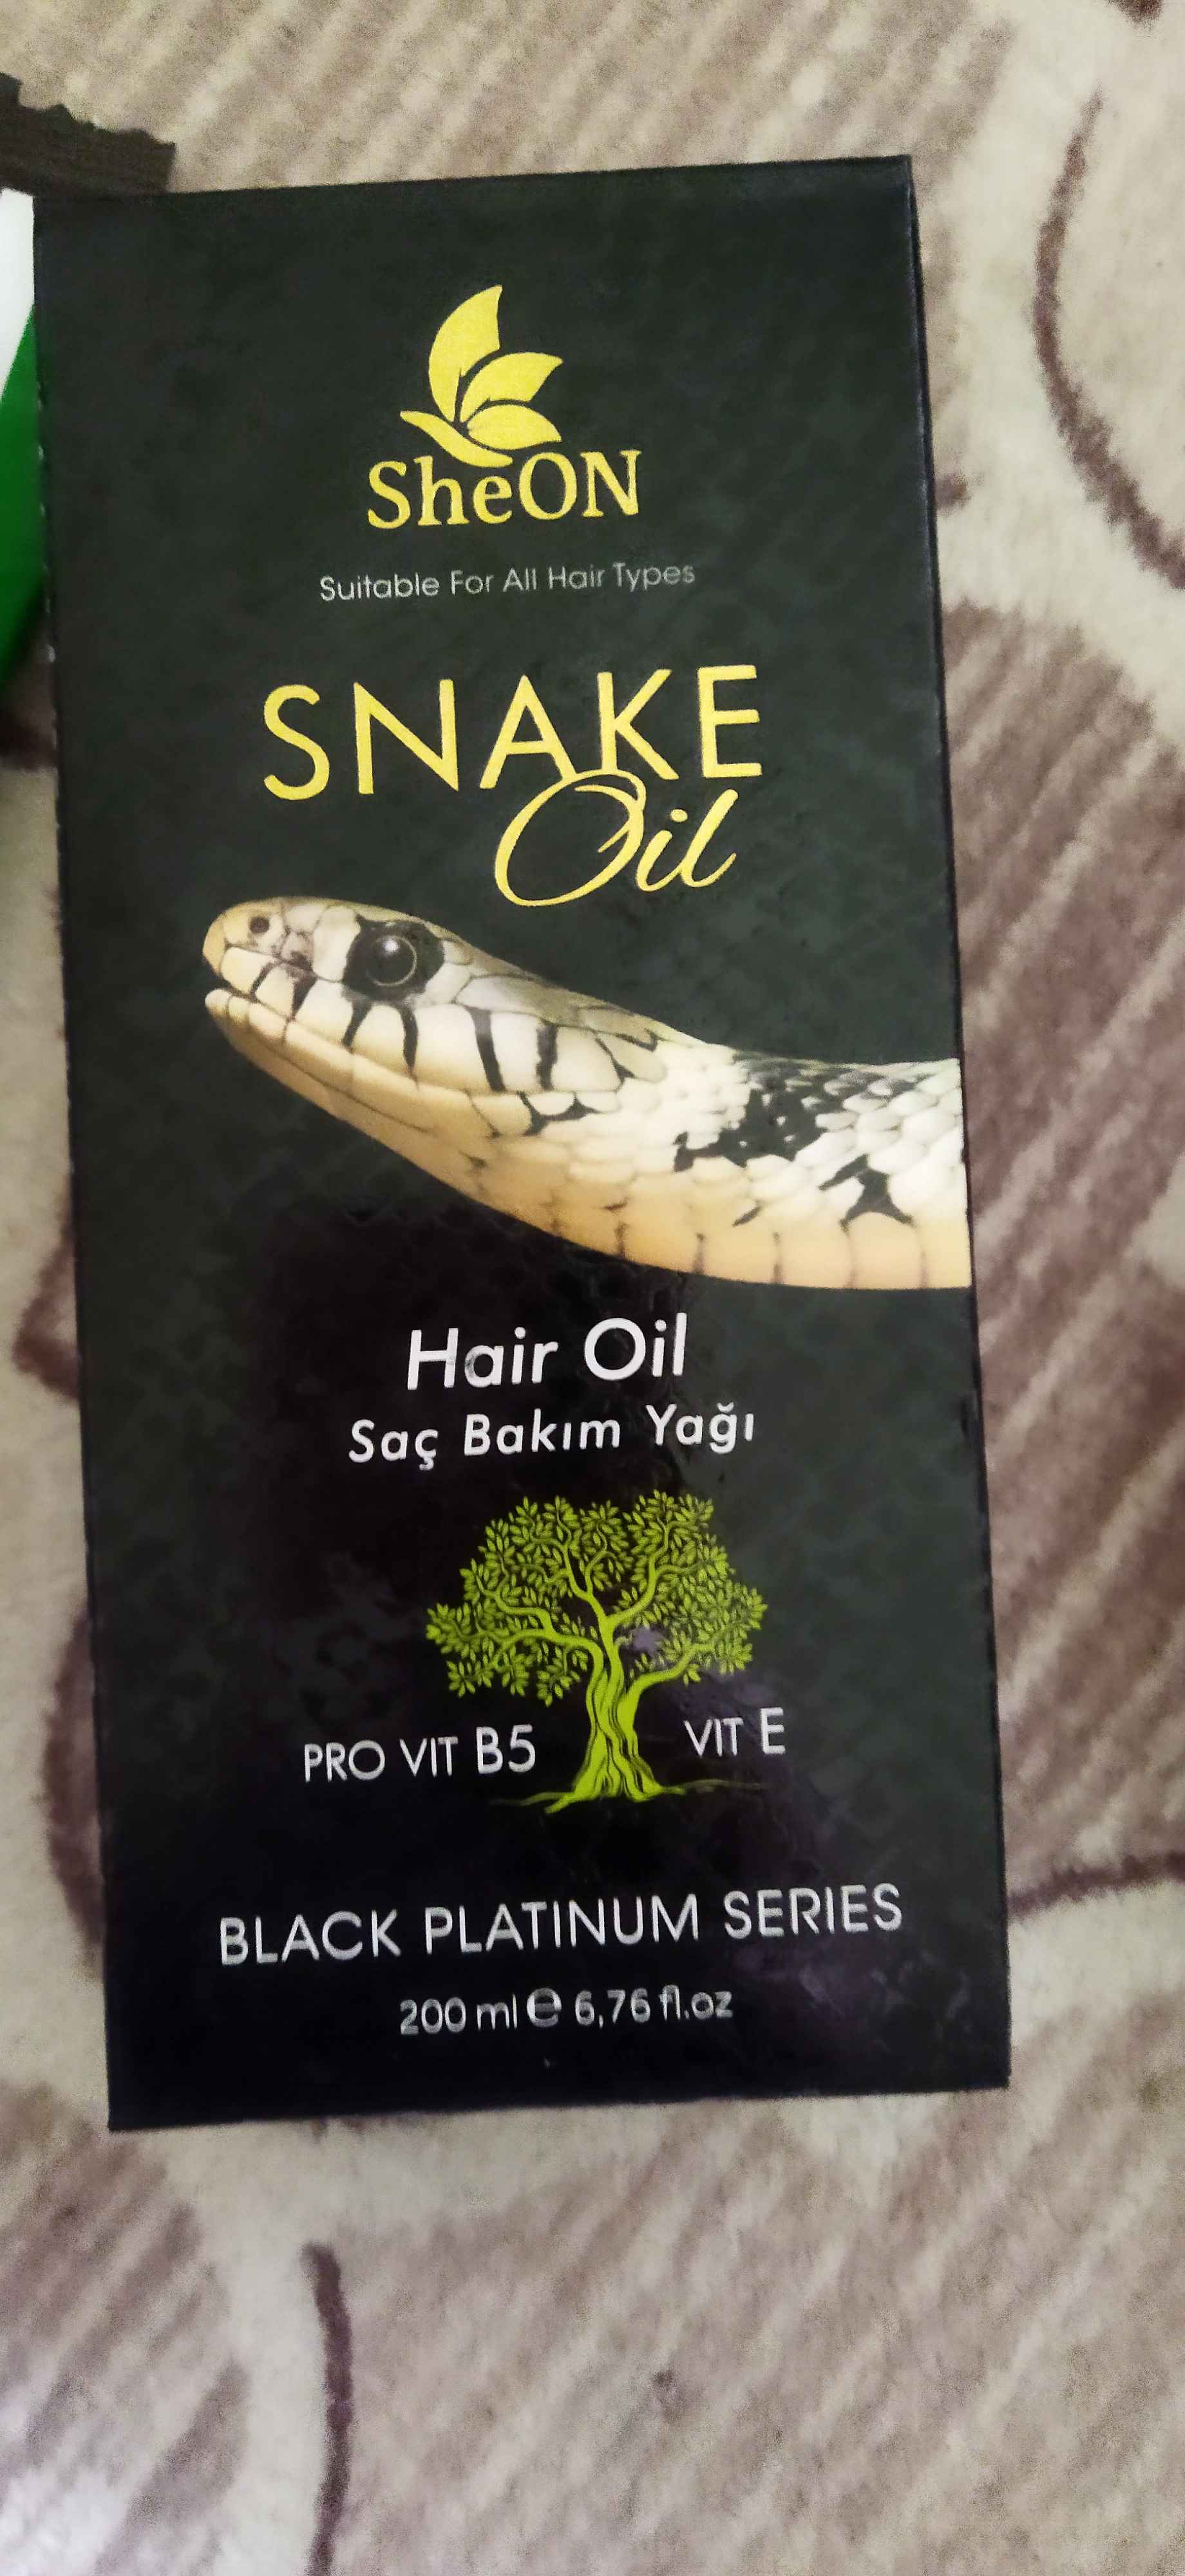 SheON
Suitable For All Hair Types
SNAKE
Oil
Hair Oil
Saç Bakım Yağı
PRO VIT B5
VIT E
BLACK PLATINUM SERIES
200 ml ℮ 6,76 fl.oz